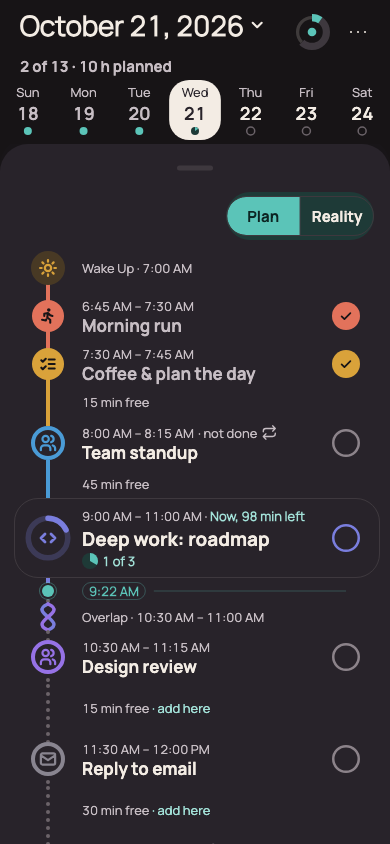 October 21, 2026
2 of 13 · 10 h planned
Sun Mon Tue Wed Thu Fri Sat
18 19 20 21 22 23 24
Plan Reality
Wake Up · 7:00 AM
6:45 AM – 7:30 AM
Morning run
7:30 AM – 7:45 AM
Coffee & plan the day
15 min free
8:00 AM – 8:15 AM · not done
Team standup
45 min free
9:00 AM – 11:00 AM · Now, 98 min left
Deep work: roadmap
1 of 3
9:22 AM
Overlap · 10:30 AM – 11:00 AM
10:30 AM – 11:15 AM
Design review
15 min free · add here
11:30 AM – 12:00 PM
Reply to email
30 min free · add here